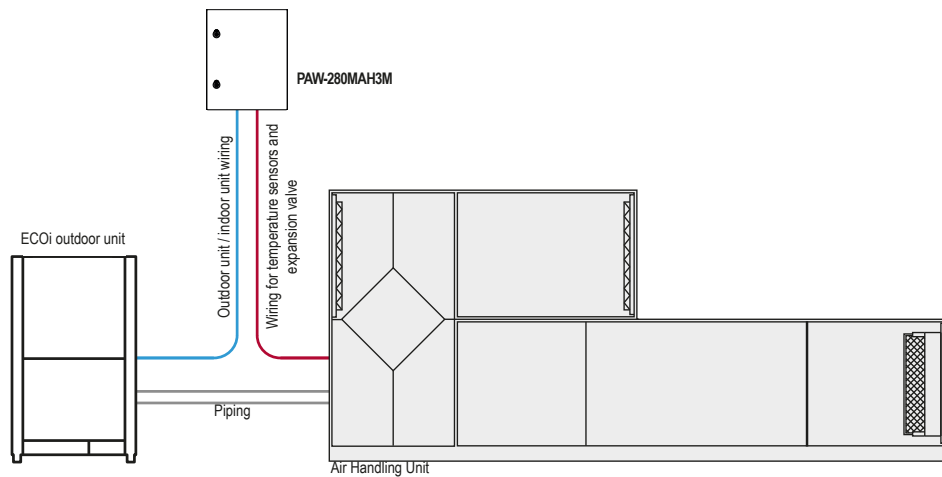 PAW-280MAH3M
Outdoor unit / indoor unit wiring
Wiring for temperature sensors and
expansion valve
ECOi outdoor unit
Piping
Air Handling Unit